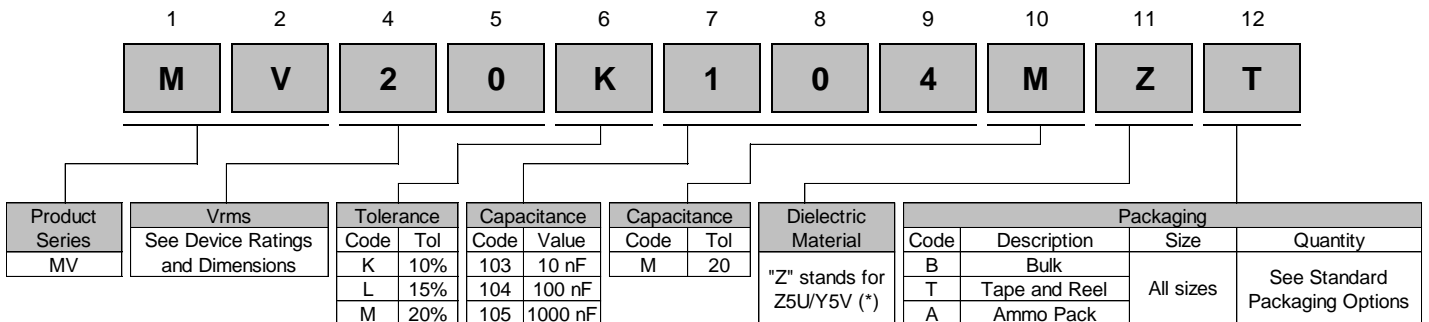 1 2 4 5 6 7 8 9 10 11 12
M V 2 0 K 1 0 4 M Z T
Product Series
MV
Vrms
See Device Ratings
and Dimensions
Tolerance
Code Tol
K 10%
L 15%
M 20%
Capacitance
Code Value
103 10 nF
104 100 nF
105 1000 nF
Capacitance
Code Tol
M 20
Dielectric
Material
"Z" stands for
Z5U/Y5V (*)
Packaging
Code Description Size Quantity
B Bulk
T Tape and Reel
A Ammo Pack
All sizes
See Standard
Packaging Options